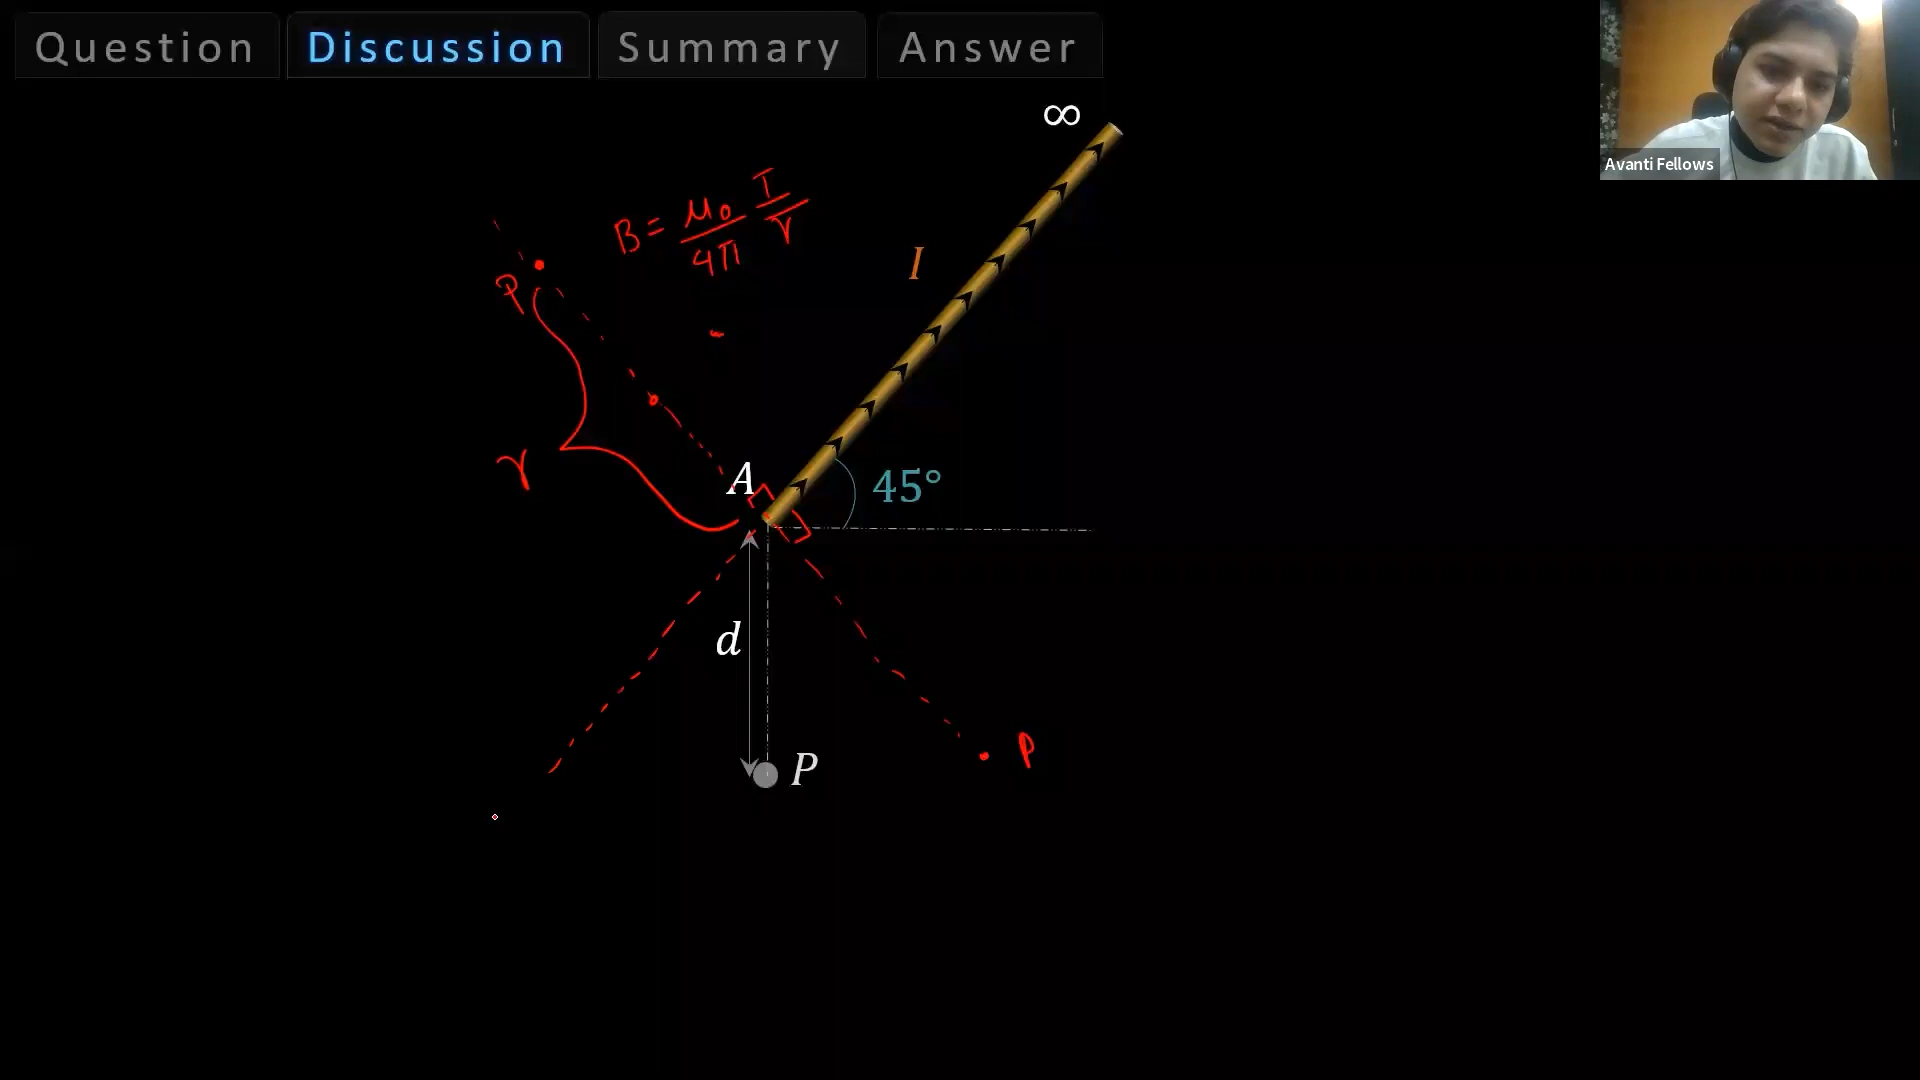 Question Discussion Summary Answer
Avanti Fellows
∞
B = μ₀/4π I/r
I
P
r
A
45°
d
P
P